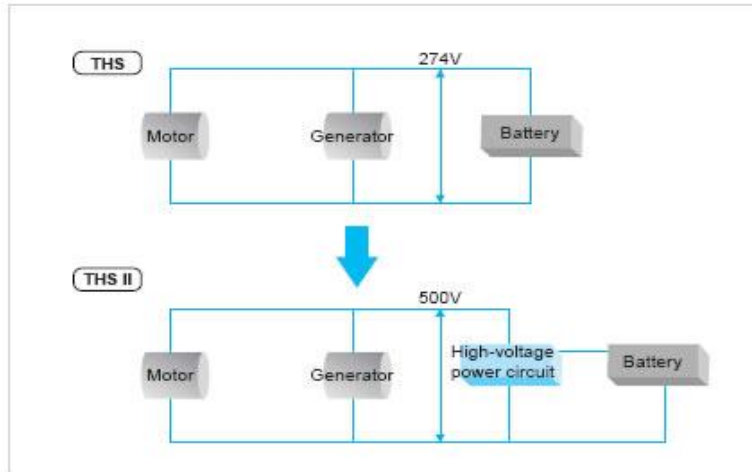 THS
274V
Motor
Generator
Battery
THS II
500V
Motor
Generator
High-voltage
power circuit
Battery